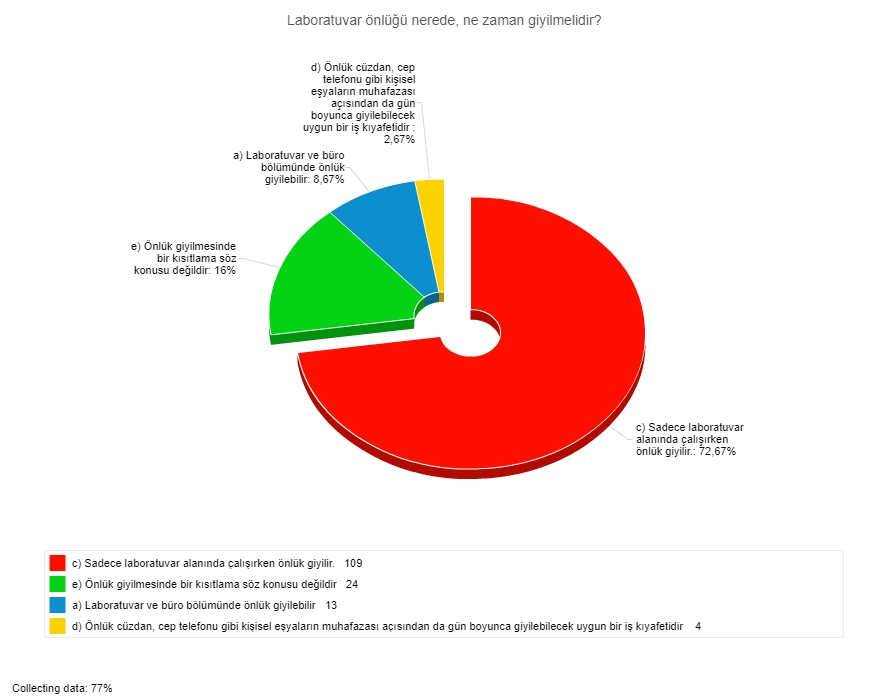 Laboratuvar önlüğü nerede, ne zaman giyilmelidir?
d) Önlük cüzdan, cep
telefonu gibi kişisel
eşyaların muhafazası
açısından da gün
boyunca giyilebilecek
uygun bir iş kıyafetidir :
2,67%
a) Laboratuvar ve büro
bölümünde önlük
giyilebilir: 8,67%
e) Önlük giyilmesinde
bir kısıtlama söz
konusu değildir: 16%
c) Sadece laboratuvar
alanında çalışırken
önlük giyilir.: 72,67%
c) Sadece laboratuvar alanında çalışırken önlük giyilir. 109
e) Önlük giyilmesinde bir kısıtlama söz konusu değildir 24
a) Laboratuvar ve büro bölümünde önlük giyilebilir 13
d) Önlük cüzdan, cep telefonu gibi kişisel eşyaların muhafazası açısından da gün boyunca giyilebilecek uygun bir iş kıyafetidir 4
Collecting data: 77%